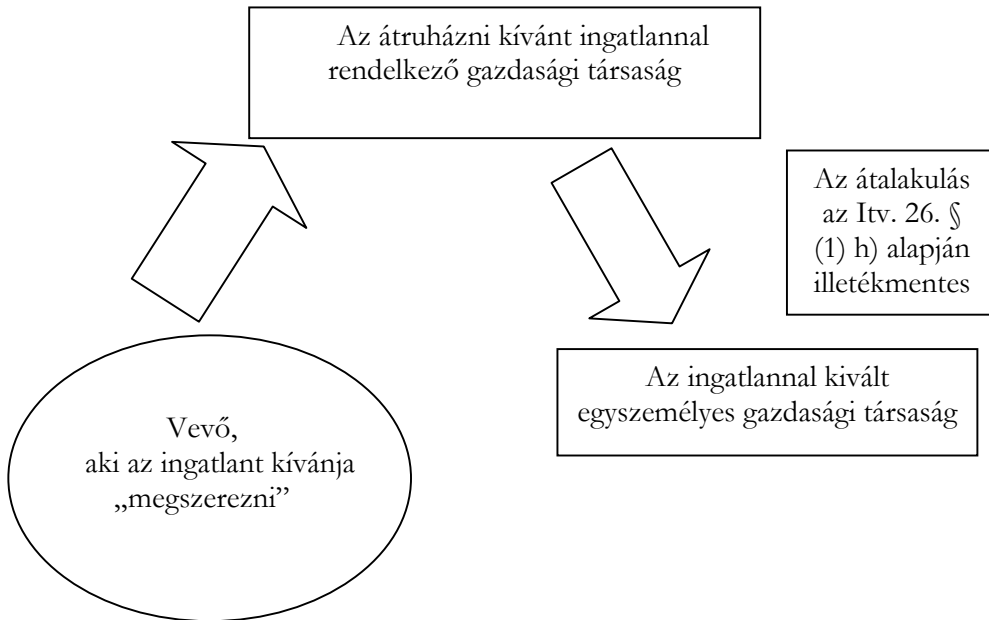 Az átruházni kívánt ingatlannal
rendelkező gazdasági társaság
Az átalakulás
az Itv. 26. §
(1) h) alapján
illetékmentes
Az ingatlannal kivált
egyszemélyes gazdasági társaság
Vevő,
aki az ingatlant kívánja
„megszerezni”